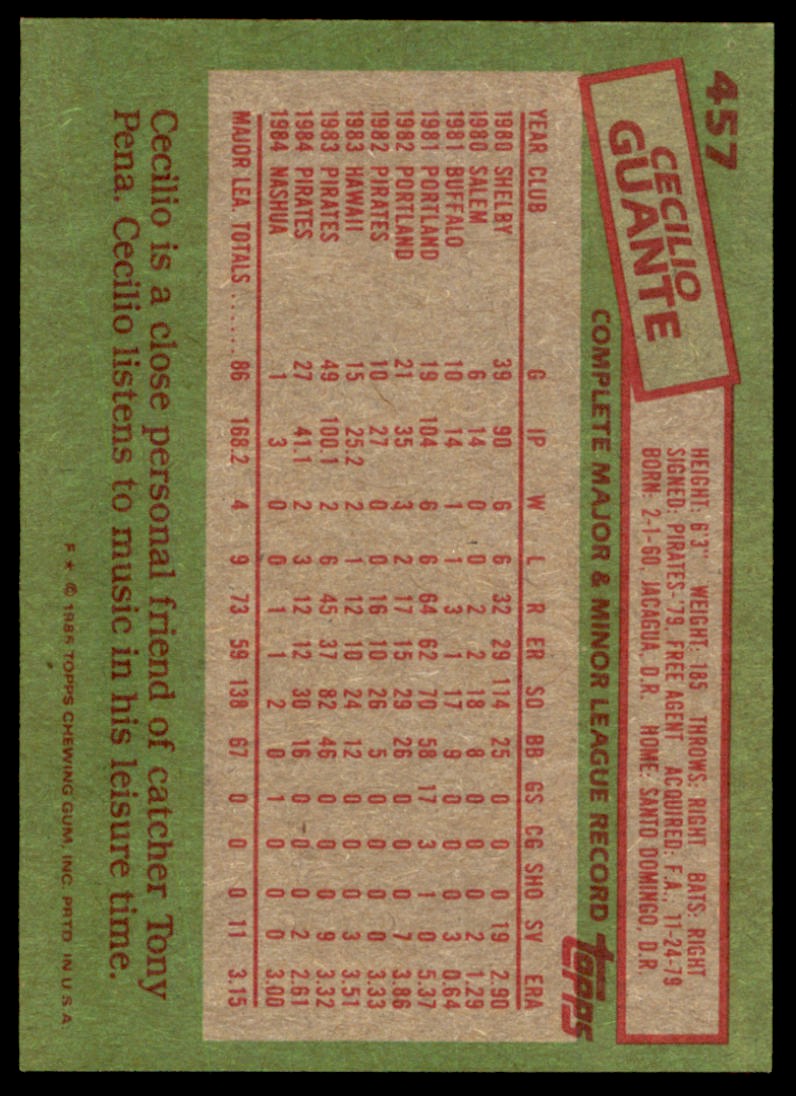 457
CECILIO
GUANTE
HEIGHT: 6'3" WEIGHT: 185 THROWS: RIGHT BATS: RIGHT
SIGNED: PIRATES-'79, FREE AGENT ACQUIRED: F.A., 11-24-79
BORN: 2-1-60, JACAGUA, D.R. HOME: SANTO DOMINGO, D.R
COMPLETE MAJOR & MINOR LEAGUE RECORD topps
YEAR CLUB G IP W L R ER SO BB GS CG SHO SV ERA
1980 SHELBY 39 90 6 6 32 29 114 25 0 0 0 19 2.90
1980 SALEM 6 14 0 0 2 2 18 8 0 0 0 2 1.29
1981 BUFFALO 10 14 1 1 3 1 17 9 0 0 0 3 0.64
1981 PORTLAND 19 104 6 6 64 62 70 58 17 3 1 0 5.37
1982 PORTLAND 21 35 3 2 17 15 29 26 0 0 0 7 3.86
1982 PIRATES 10 27 0 0 16 10 26 5 1 0 0 0 3.33
1983 HAWAII 15 25.2 2 1 12 10 24 12 0 0 0 3 3.51
1983 PIRATES 49 100.1 2 6 45 37 82 46 0 0 0 9 3.32
1984 PIRATES 27 41.1 2 3 12 12 30 16 0 0 0 2 2.61
1984 NASHUA 1 3 0 0 1 1 2 0 1 0 0 0 3.00
MAJOR LEA. TOTALS ...... 86 168.2 4 9 73 59 138 67 0 0 0 11 3.15
Cecilio is a close personal friend of catcher Tony
Pena. Cecilio listens to music in his leisure time.
F★ © 1985 TOPPS CHEWING GUM, INC. PRTD. IN U.S.A.